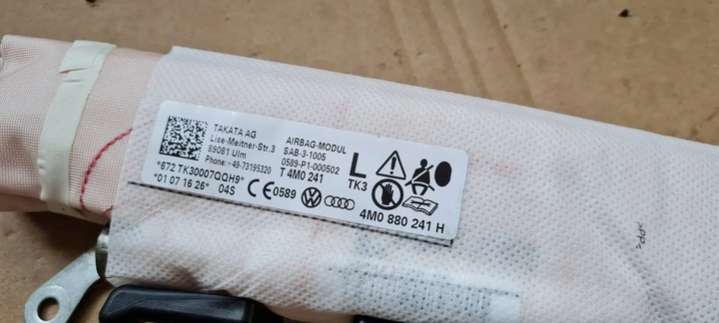 TAKATA AG
Lise-Meitner-Str.3
89081 Ulm
Phone:+49-73195320
*672 TK30007QQH9*
*01 07 16 26* 04S
AIRBAG-MODUL
SAB-3-1005
0589-P1-000502
T 4M0 241
L
TK3
CE 0589
4M0 880 241 H